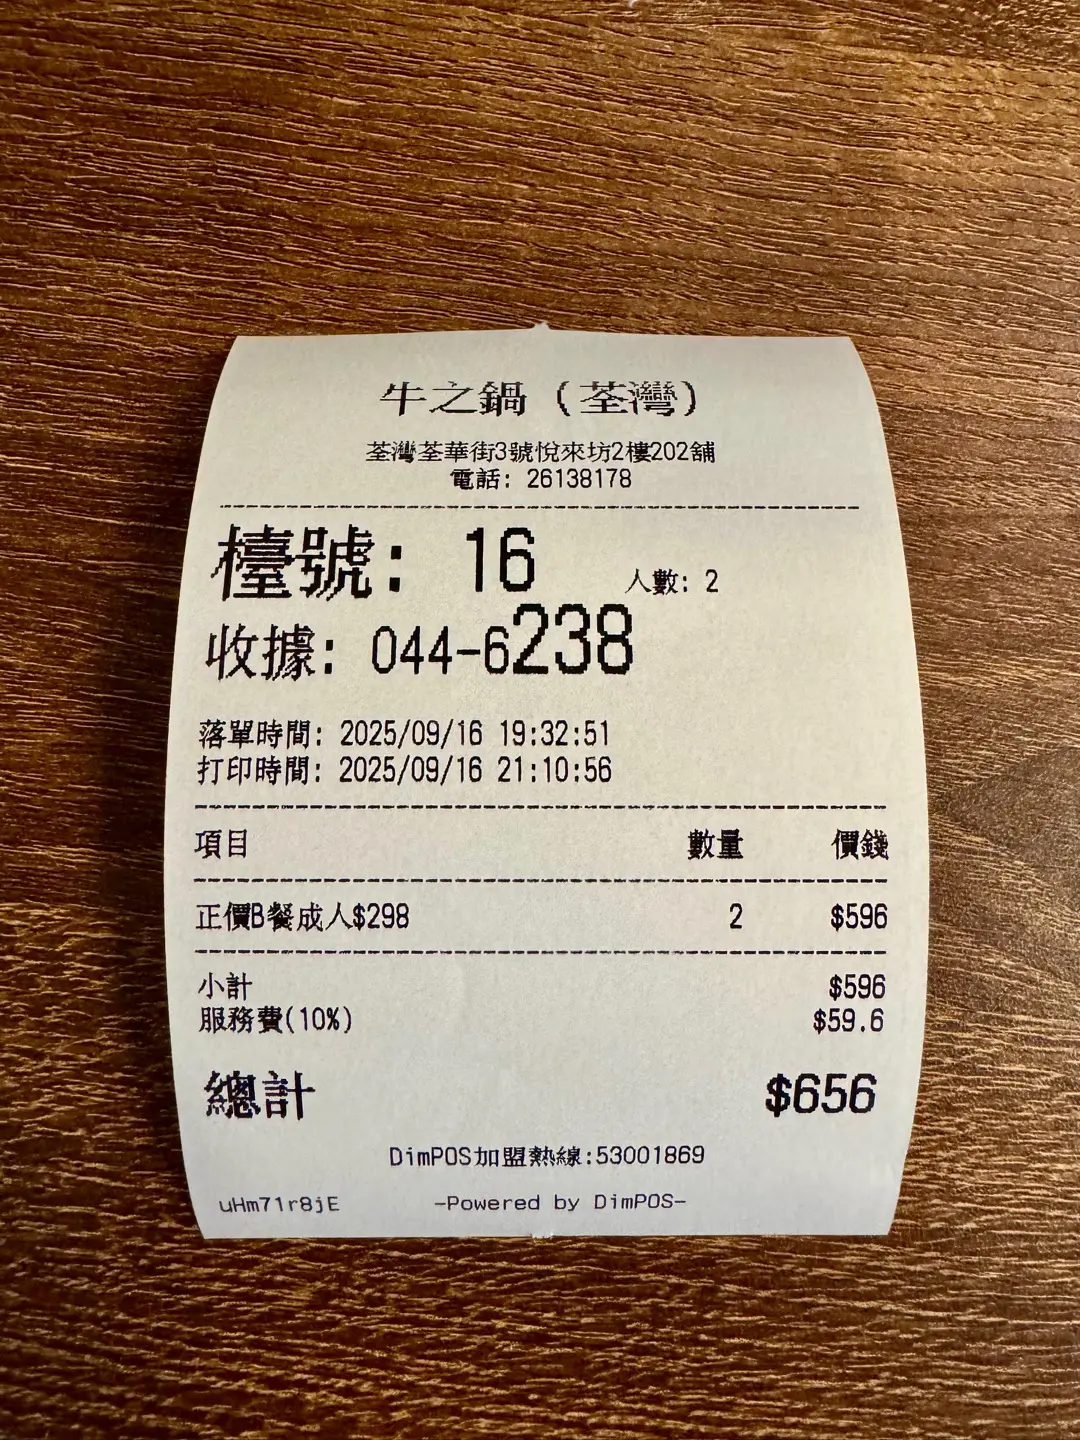 牛之鍋（荃灣）
荃灣荃華街3號悅來坊2樓202舖
電話: 26138178
檯號: 16 人數: 2
收據: 044-6238
落單時間: 2025/09/16 19:32:51
打印時間: 2025/09/16 21:10:56
項目 數量 價錢
正價B餐成人$298 2 $596
小計 $596
服務費(10%) $59.6
總計 $656
DimPOS加盟熱線:53001869
uHm71r8jE -Powered by DimPOS-